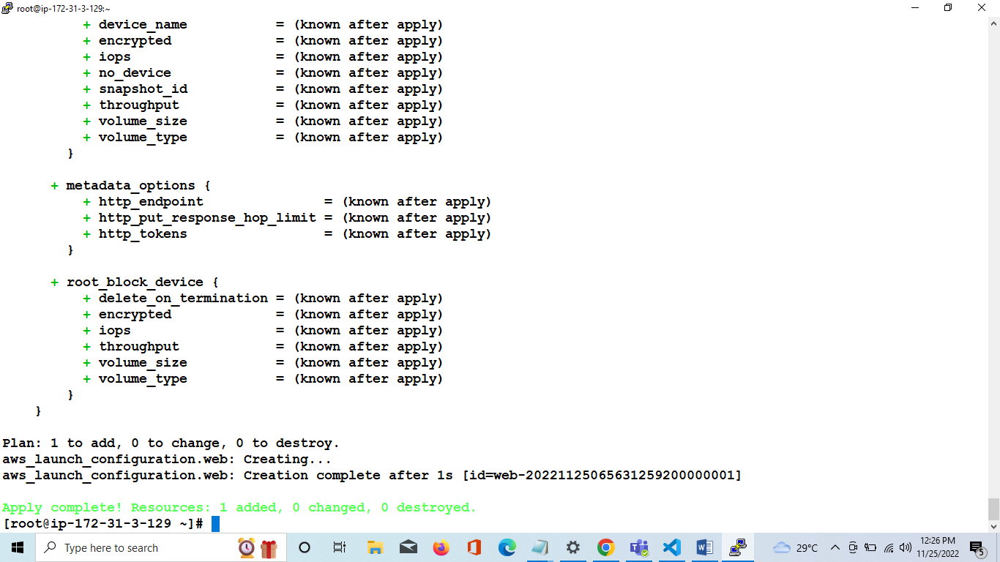 root@ip-172-31-3-129:~
+ device_name = (known after apply)
+ encrypted = (known after apply)
+ iops = (known after apply)
+ no_device = (known after apply)
+ snapshot_id = (known after apply)
+ throughput = (known after apply)
+ volume_size = (known after apply)
+ volume_type = (known after apply)
}
+ metadata_options {
+ http_endpoint = (known after apply)
+ http_put_response_hop_limit = (known after apply)
+ http_tokens = (known after apply)
}
+ root_block_device {
+ delete_on_termination = (known after apply)
+ encrypted = (known after apply)
+ iops = (known after apply)
+ throughput = (known after apply)
+ volume_size = (known after apply)
+ volume_type = (known after apply)
}
}
Plan: 1 to add, 0 to change, 0 to destroy.
aws_launch_configuration.web: Creating...
aws_launch_configuration.web: Creation complete after 1s [id=web-20221125065631259200000001]
Apply complete! Resources: 1 added, 0 changed, 0 destroyed.
[root@ip-172-31-3-129 ~]#
Type here to search
29°C
12:26 PM
11/25/2022
5